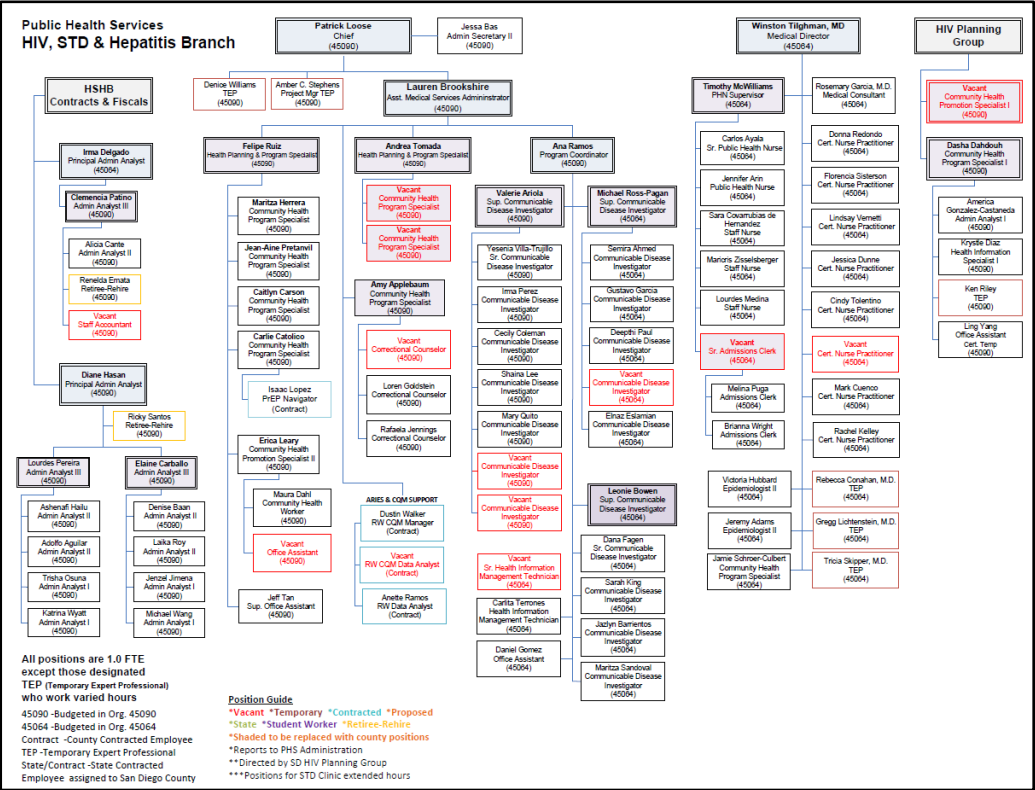 Public Health Services
HIV, STD & Hepatitis Branch
Patrick Loose
Chief
(45090)
Jessa Bas
Admin Secretary II
(45090)
Winston Tilghman, MD
Medical Director
(45064)
HIV Planning
Group
Denice Williams
TEP
(45090)
Amber C. Stephens
Project Mgr TEP
(45090)
Lauren Brookshire
Asst. Medical Services Admininstrator
(45090)
HSHB
Contracts & Fiscals
Irma Delgado
Principal Admin Analyst
(45064)
Clemencia Patino
Admin Analyst III
(45090)
Alicia Cante
Admin Analyst II
(45090)
Renelda Emata
Retiree-Rehire
(45090)
Vacant
Staff Accountant
(45090)
Diane Hasan
Principal Admin Analyst
(45090)
Ricky Santos
Retiree-Rehire
(45090)
Lourdes Pereira
Admin Analyst III
(45090)
Elaine Carballo
Admin Analyst III
(45090)
Ashenafi Hailu
Admin Analyst II
(45090)
Adolfo Aguilar
Admin Analyst II
(45090)
Trisha Osuna
Admin Analyst I
(45090)
Katrina Wyatt
Admin Analyst I
(45090)
Denise Baan
Admin Analyst II
(45090)
Laika Roy
Admin Analyst II
(45090)
Jenzel Jimena
Admin Analyst I
(45090)
Michael Wang
Admin Analyst I
(45090)
Felipe Ruiz
Health Planning & Program Specialist
(45090)
Maritza Herrera
Community Health
Program Specialist
(45090)
Jean-Aine Pretanvil
Community Health
Program Specialist
(45090)
Caitlyn Carson
Community Health
Program Specialist
(45090)
Carlie Catolico
Community Health
Program Specialist
(45090)
Isaac Lopez
PrEP Navigator
(Contract)
Erica Leary
Community Health
Promotion Specialist II
(45090)
Maura Dahl
Community Health
Worker
(45090)
Vacant
Office Assistant
(45090)
Jeff Tan
Sup. Office Assistant
(45090)
Andrea Tomada
Health Planning & Program Specialist
(45090)
Vacant
Community Health
Program Specialist
(45090)
Vacant
Community Health
Program Specialist
(45090)
Amy Applebaum
Community Health
Program Specialist
(45090)
Vacant
Correctional Counselor
(45090)
Loren Goldstein
Correctional Counselor
(45090)
Rafaela Jennings
Correctional Counselor
(45090)
ARIES & CQM SUPPORT
Dustin Walker
RW CQM Manager
(Contract)
Vacant
RW CQM Data Analyst
(Contract)
Anette Ramos
RW Data Analyst
(Contract)
Ana Ramos
Program Coordinator
(45090)
Valerie Ariola
Sup. Communicable
Disease Investigator
(45090)
Yesenia Villa-Trujillo
Sr. Communicable
Disease Investigator
(45090)
Irma Perez
Communicable Disease
Investigator
(45090)
Cecily Coleman
Communicable Disease
Investigator
(45090)
Shaina Lee
Communicable Disease
Investigator
(45090)
Mary Quito
Communicable Disease
Investigator
(45090)
Vacant
Communicable Disease
Investigator
(45090)
Vacant
Communicable Disease
Investigator
(45090)
Vacant
Sr. Health Information
Management Technician
(45064)
Carlita Terrones
Health Information
Management Technician
(45064)
Daniel Gomez
Office Assistant
(45064)
Michael Ross-Pagan
Sup. Communicable
Disease Investigator
(45064)
Semira Ahmed
Communicable Disease
Investigator
(45064)
Gustavo Garcia
Communicable Disease
Investigator
(45064)
Deepthi Paul
Communicable Disease
Investigator
(45064)
Vacant
Communicable Disease
Investigator
(45064)
Elnaz Eslamian
Communicable Disease
Investigator
(45064)
Leonie Bowen
Sup. Communicable
Disease Investigator
(45064)
Dana Fagen
Sr. Communicable
Disease Investigator
(45064)
Sarah King
Communicable Disease
Investigator
(45064)
Jazlyn Barrientos
Communicable Disease
Investigator
(45064)
Maritza Sandoval
Communicable Disease
Investigator
(45064)
Timothy McWilliams
PHN Supervisor
(45064)
Carlos Ayala
Sr. Public Health Nurse
(45064)
Jennifer Arin
Public Health Nurse
(45064)
Sara Covarrubias de
Hernandez
Staff Nurse
(45064)
Marioris Zisselsberger
Staff Nurse
(45064)
Lourdes Medina
Staff Nurse
(45064)
Vacant
Sr. Admissions Clerk
(45064)
Melina Puga
Admissions Clerk
(45064)
Brianna Wright
Admissions Clerk
(45064)
Victoria Hubbard
Epidemiologist II
(45064)
Jeremy Adams
Epidemiologist II
(45064)
Jamie Schroer-Culbert
Community Health
Program Specialist
(45064)
Rosemary Garcia, M.D.
Medical Consultant
(45064)
Donna Redondo
Cert. Nurse Practitioner
(45064)
Florencia Sisterson
Cert. Nurse Practitioner
(45064)
Lindsay Vernetti
Cert. Nurse Practitioner
(45064)
Jessica Dunne
Cert. Nurse Practitioner
(45064)
Cindy Tolentino
Cert. Nurse Practitioner
(45064)
Vacant
Cert. Nurse Practitioner
(45064)
Mark Cuenco
Cert. Nurse Practitioner
(45064)
Rachel Kelley
Cert. Nurse Practitioner
(45064)
Rebecca Conahan, M.D.
TEP
(45064)
Gregg Lichtenstein, M.D.
TEP
(45064)
Tricia Skipper, M.D.
TEP
(45064)
Vacant
Community Health
Promotion Specialist I
(45090)
Dasha Dahdouh
Community Health
Program Specialist I
(45090)
America
Gonzalez-Castaneda
Admin Analyst I
(45090)
Krystle Diaz
Health Information
Specialist I
(45090)
Ken Riley
TEP
(45090)
Ling Yang
Office Assistant
Cert. Temp
(45090)
All positions are 1.0 FTE
except those designated
TEP (Temporary Expert Professional)
who work varied hours
45090 -Budgeted in Org. 45090
45064 -Budgeted in Org. 45064
Contract -County Contracted Employee
TEP -Temporary Expert Professional
State/Contract -State Contracted
Employee assigned to San Diego County
Position Guide
*Vacant *Temporary *Contracted *Proposed
*State *Student Worker *Retiree-Rehire
*Shaded to be replaced with county positions
*Reports to PHS Administration
**Directed by SD HIV Planning Group
***Positions for STD Clinic extended hours